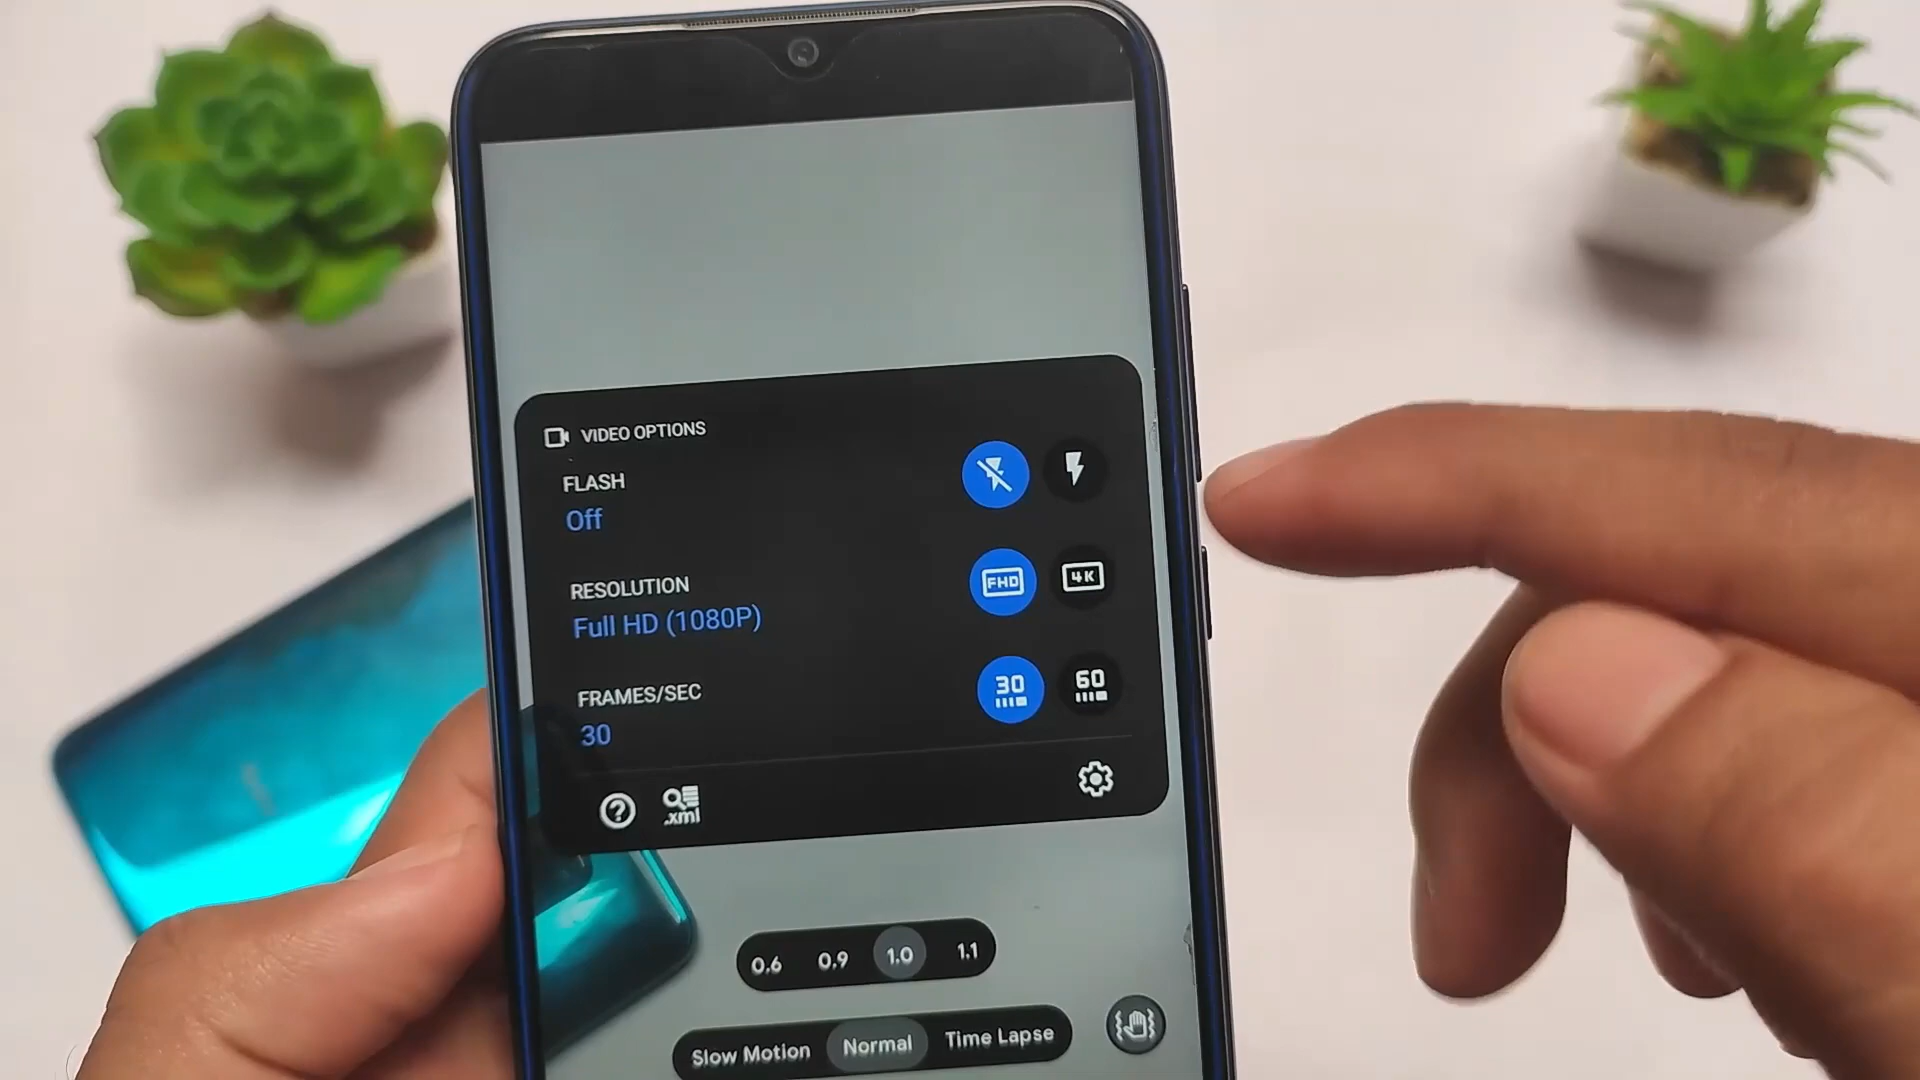 VIDEO OPTIONS
FLASH
Off
RESOLUTION
Full HD (1080P)
FHD
4K
FRAMES/SEC
30
30
60
.xml
0.6 0.9 1.0 1.1
Slow Motion Normal Time Lapse